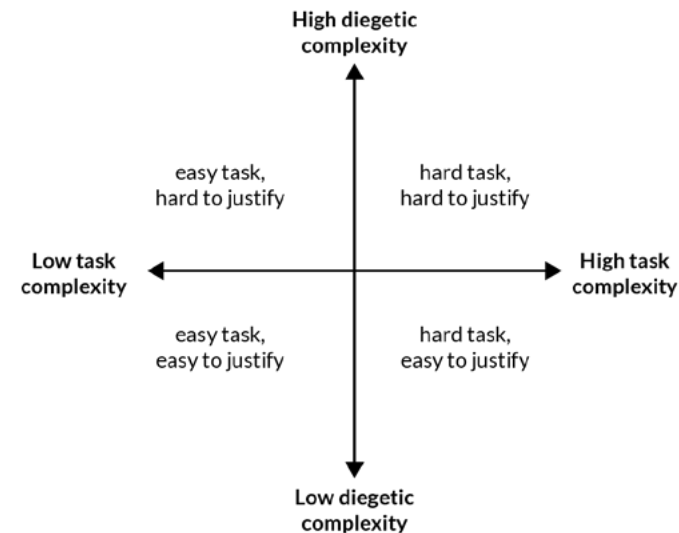 High diegetic
complexity
easy task,
hard to justify
hard task,
hard to justify
Low task
complexity
High task
complexity
easy task,
easy to justify
hard task,
easy to justify
Low diegetic
complexity